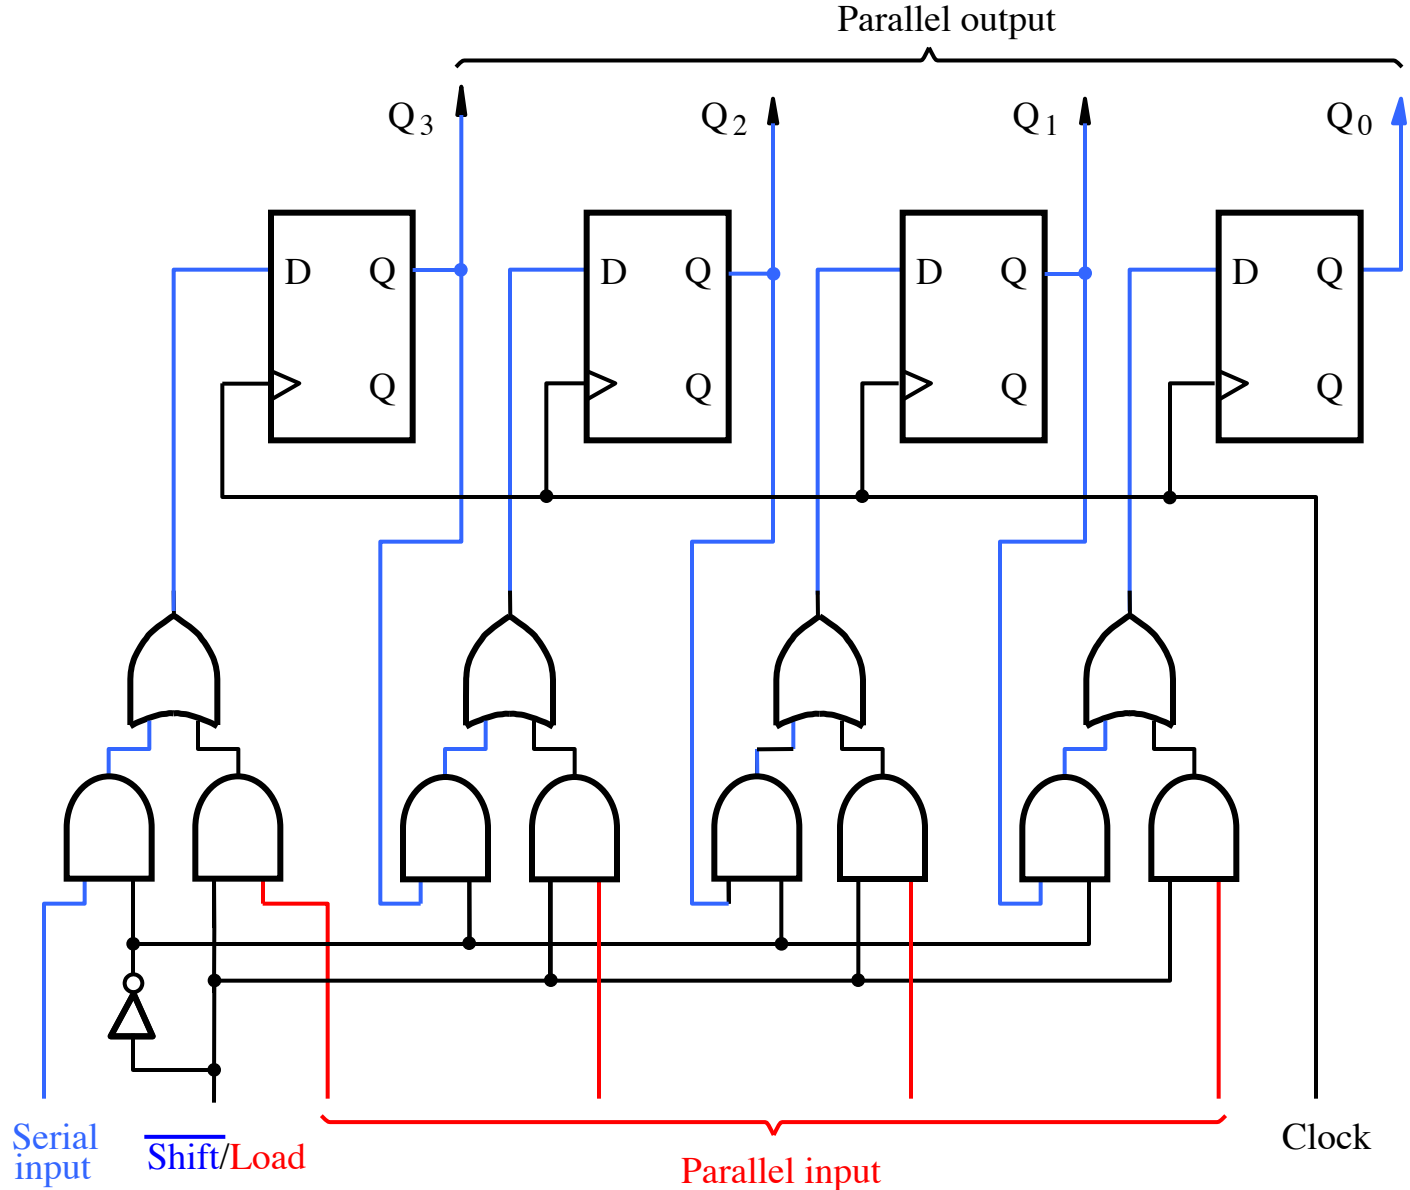 Parallel output
Q3 Q2 Q1 Q0
D Q D Q D Q D Q
Q Q Q Q
Serial input
Shift/Load
Parallel input
Clock